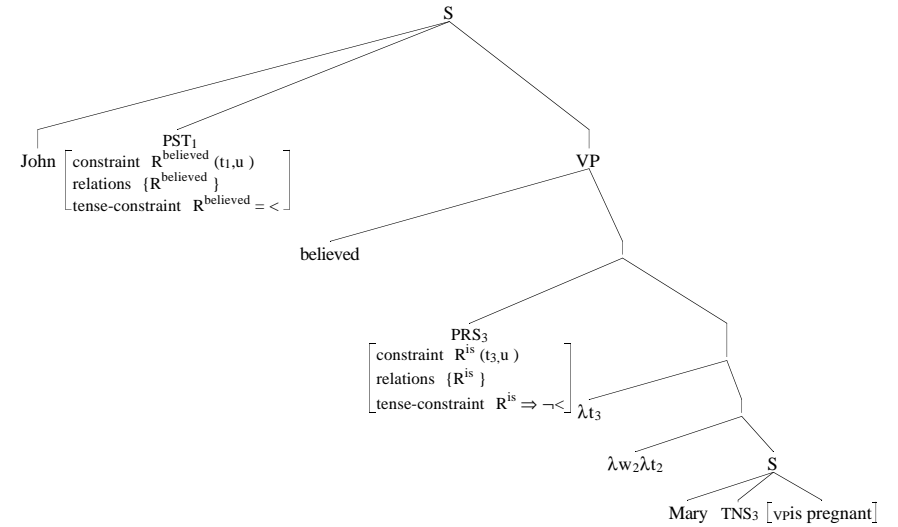 S
PST1
John constraint R^believed (t1,u )
relations {R^believed }
tense-constraint R^believed = <
VP
believed
PRS3
constraint R^is (t3,u )
relations {R^is }
tense-constraint R^is ⇒ ¬<
λt3
λw2λt2
S
Mary TNS3 [VPis pregnant]